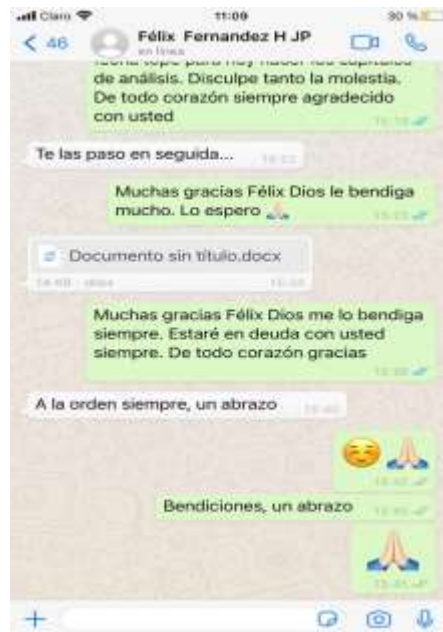 Claro
11:09
30 %
46
Félix Fernandez H JP
en línea
de análisis. Disculpe tanto la molestia.
De todo corazón siempre agradecido
con usted
Te las paso en seguida...
Muchas gracias Félix Dios le bendiga
mucho. Lo espero 🙏🏻
Documento sin título.docx
Muchas gracias Félix Dios me lo bendiga
siempre. Estaré en deuda con usted
siempre. De todo corazón gracias
A la orden siempre, un abrazo
☺️🙏🏻
Bendiciones, un abrazo
🙏🏻